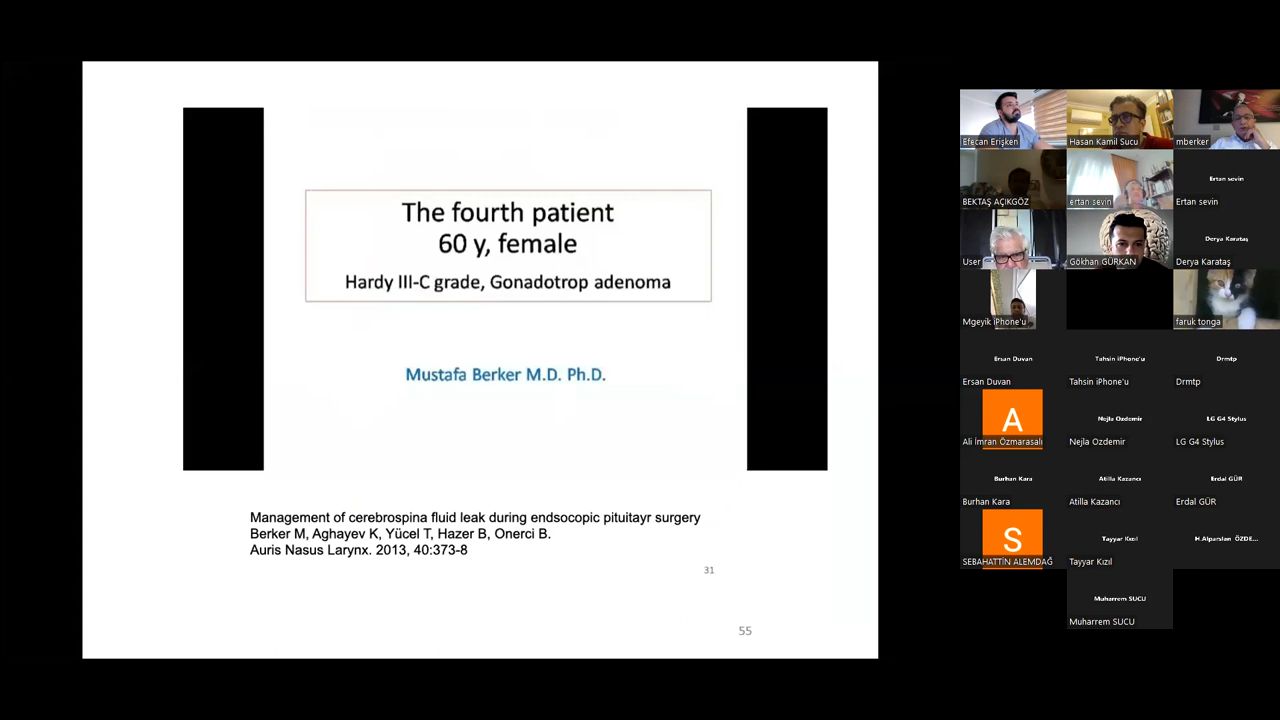 The fourth patient
60 y, female
Hardy III-C grade, Gonadotrop adenoma
Mustafa Berker M.D. Ph.D.
Management of cerebrospina fluid leak during endsocopic pituitayr surgery
Berker M, Aghayev K, Yücel T, Hazer B, Onerci B.
Auris Nasus Larynx. 2013, 40:373-8
31
55
Efecan Erişken
Hasan Kamil Sucu
mberker
BEKTAŞ AÇIKGÖZ
ertan sevin
Ertan sevin
Ertan sevin
User
Gökhan GÜRKAN
Derya Karataş
Derya Karataş
Mgeyik iPhone'u
faruk tonga
Ersan Duvan
Ersan Duvan
Tahsin iPhone'u
Tahsin iPhone'u
Drmtp
Drmtp
A
Ali İmran Özmarasalı
Nejla Ozdemir
Nejla Ozdemir
LG G4 Stylus
LG G4 Stylus
Burhan Kara
Burhan Kara
Atilla Kazancı
Atilla Kazancı
Erdal GÜR
Erdal GÜR
S
SEBAHATTİN ALEMDAĞ
Tayyar Kızıl
Tayyar Kızıl
H.Alparslan ÖZDE...
Muharrem SUCU
Muharrem SUCU